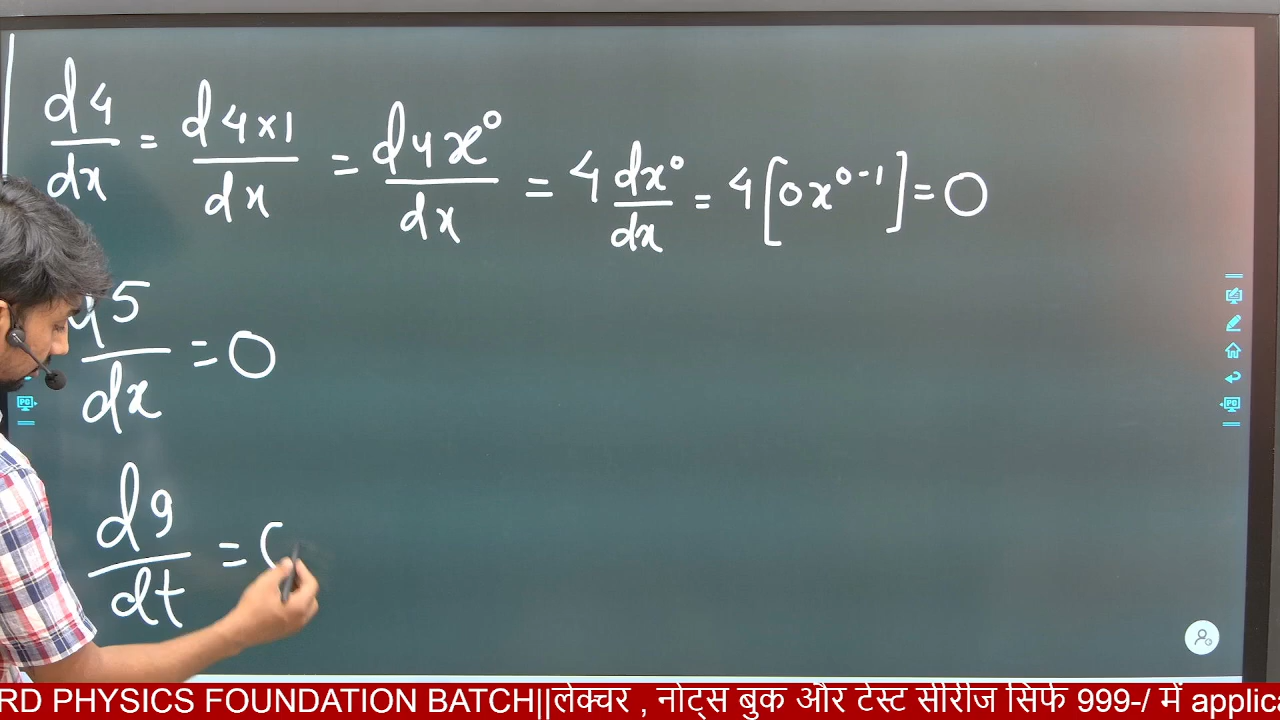 d4/dx = d4×1/dx = d4x⁰/dx = 4 dx⁰/dx = 4[0x⁰⁻¹] = 0
5/dx = 0
d9/dt = 0
RD PHYSICS FOUNDATION BATCH||लेक्चर , नोट्स बुक और टेस्ट सीरीज सिर्फ 999-/ में applica